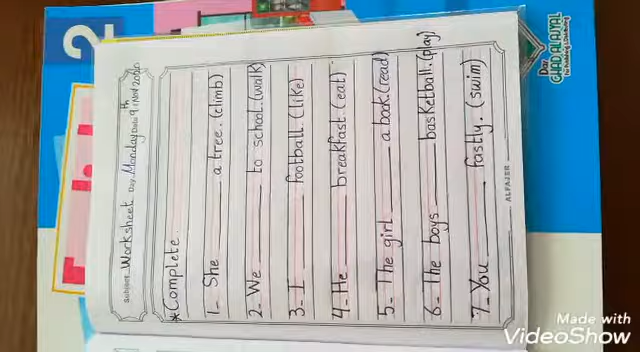 Subject: Worksheet Day: Monday Date: 9th Nov 2020
*Complete
1- She ______ a tree. (climb)
2- We ______ to school. (walk)
3- I ______ football. (like)
4- He ______ breakfast. (eat)
5- The girl ______ a book. (read)
6- The boys ______ basketball. (play)
7- You ______ fastly. (swim)
ALFAJER
2
Made with
VideoShow